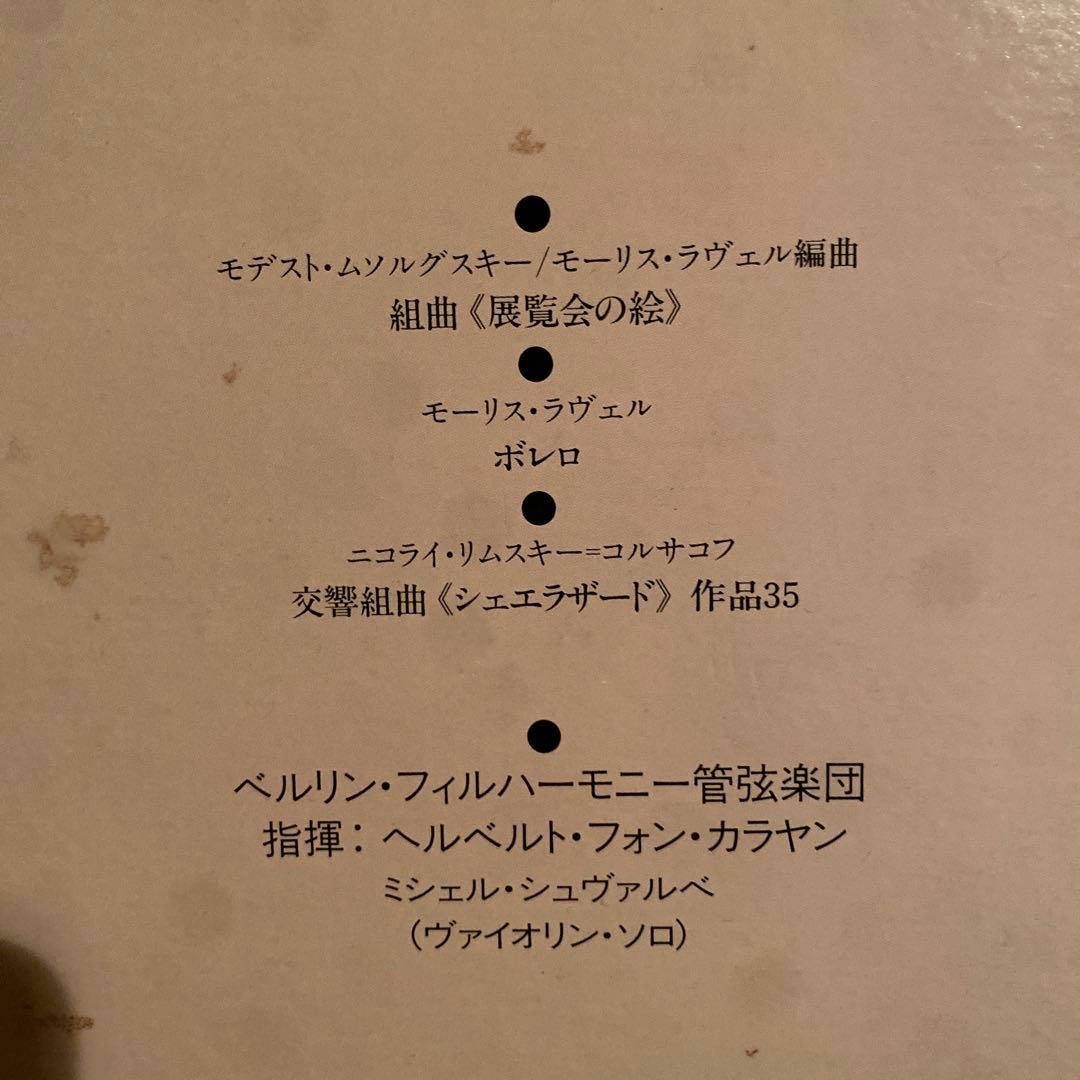 モデスト・ムソルグスキー/モーリス・ラヴェル編曲
組曲《展覧会の絵》
モーリス・ラヴェル
ボレロ
ニコライ・リムスキー=コルサコフ
交響組曲《シェエラザード》 作品35
ベルリン・フィルハーモニー管弦楽団
指揮：ヘルベルト・フォン・カラヤン
ミシェル・シュヴァルベ
(ヴァイオリン・ソロ)